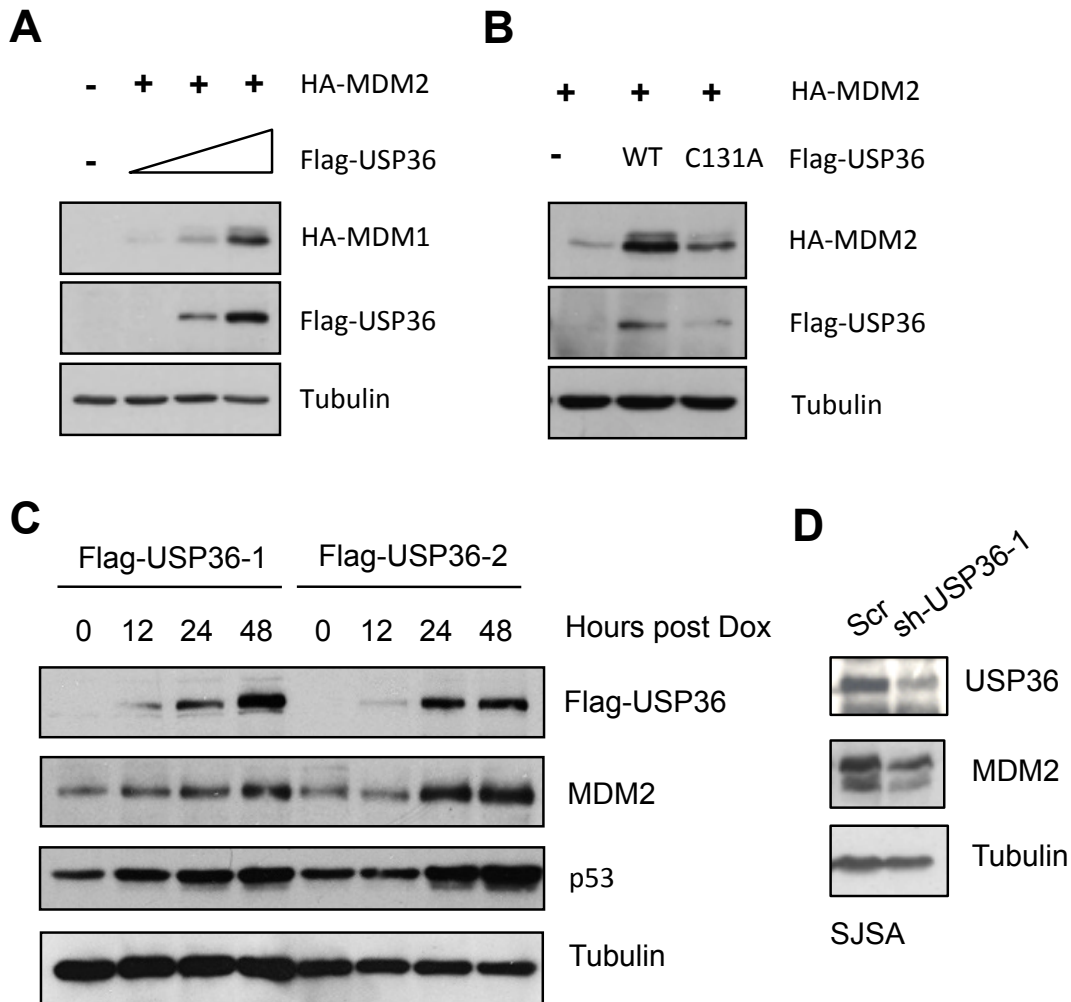 A
- + + + HA-MDM2
- Flag-USP36
HA-MDM1
Flag-USP36
Tubulin
B
+ + + HA-MDM2
- WT C131A Flag-USP36
HA-MDM2
Flag-USP36
Tubulin
C
Flag-USP36-1 Flag-USP36-2
0 12 24 48 0 12 24 48 Hours post Dox
Flag-USP36
MDM2
p53
Tubulin
D
Scr sh-USP36-1
USP36
MDM2
Tubulin
SJSA